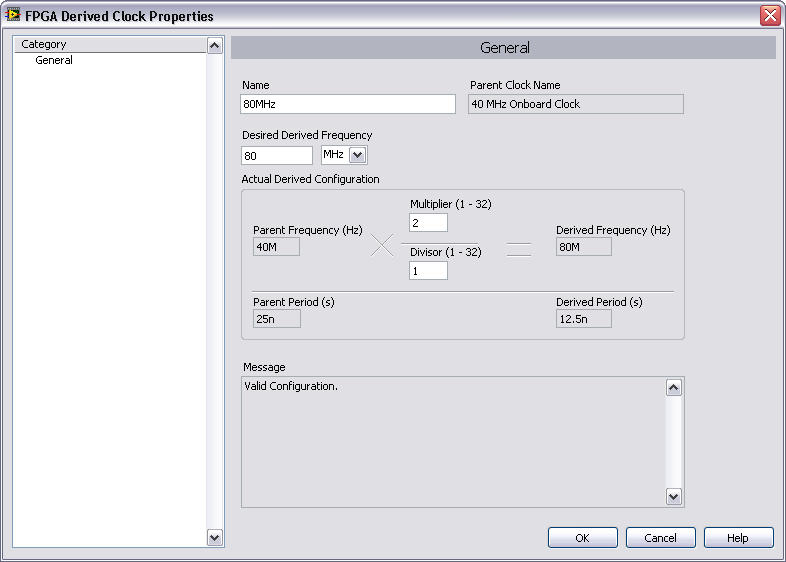 FPGA Derived Clock Properties
Category
General
General
Name
Parent Clock Name
80MHz
40 MHz Onboard Clock
Desired Derived Frequency
80
MHz
Actual Derived Configuration
Multiplier (1 - 32)
2
Parent Frequency (Hz)
Derived Frequency (Hz)
40M
80M
Divisor (1 - 32)
1
Parent Period (s)
Derived Period (s)
25n
12.5n
Message
Valid Configuration.
OK
Cancel
Help